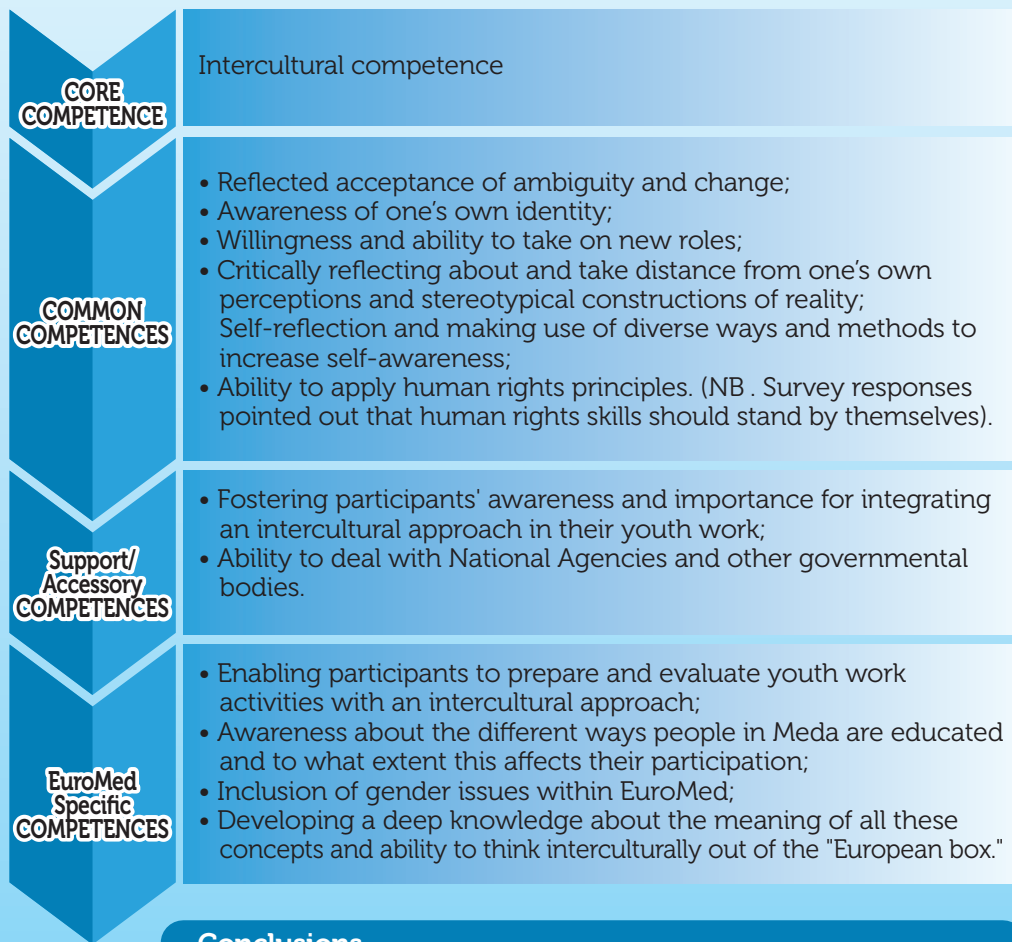 CORE
COMPETENCE
Intercultural competence
COMMON
COMPETENCES
• Reflected acceptance of ambiguity and change;
• Awareness of one's own identity;
• Willingness and ability to take on new roles;
• Critically reflecting about and take distance from one's own
perceptions and stereotypical constructions of reality;
Self-reflection and making use of diverse ways and methods to
increase self-awareness;
• Ability to apply human rights principles. (NB . Survey responses
pointed out that human rights skills should stand by themselves).
Support/
Accessory
COMPETENCES
• Fostering participants' awareness and importance for integrating
an intercultural approach in their youth work;
• Ability to deal with National Agencies and other governmental
bodies.
EuroMed
Specific
COMPETENCES
• Enabling participants to prepare and evaluate youth work
activities with an intercultural approach;
• Awareness about the different ways people in Meda are educated
and to what extent this affects their participation;
• Inclusion of gender issues within EuroMed;
• Developing a deep knowledge about the meaning of all these
concepts and ability to think interculturally out of the "European box."
Conclusions